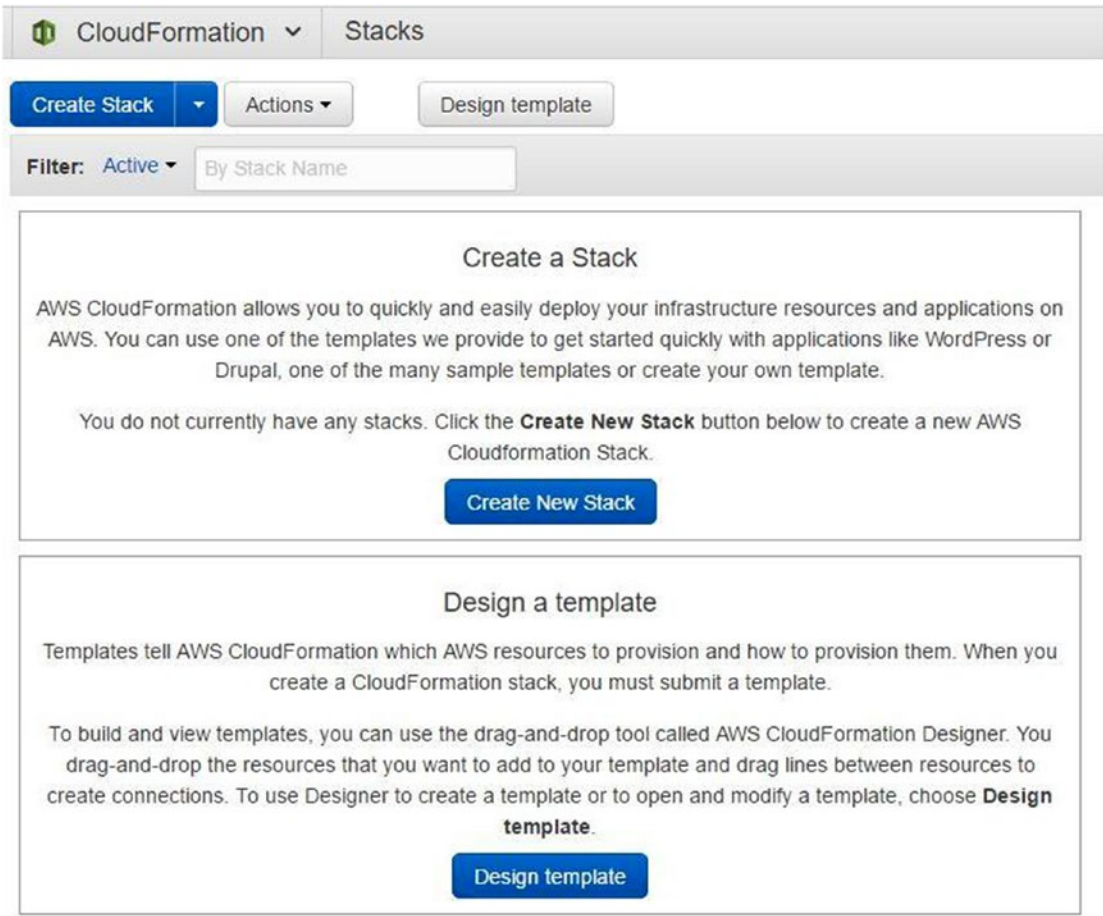 CloudFormation Stacks
Create Stack Actions Design template
Filter: Active By Stack Name
Create a Stack
AWS CloudFormation allows you to quickly and easily deploy your infrastructure resources and applications on
AWS. You can use one of the templates we provide to get started quickly with applications like WordPress or
Drupal, one of the many sample templates or create your own template.
You do not currently have any stacks. Click the Create New Stack button below to create a new AWS
Cloudformation Stack.
Create New Stack
Design a template
Templates tell AWS CloudFormation which AWS resources to provision and how to provision them. When you
create a CloudFormation stack, you must submit a template.
To build and view templates, you can use the drag-and-drop tool called AWS CloudFormation Designer. You
drag-and-drop the resources that you want to add to your template and drag lines between resources to
create connections. To use Designer to create a template or to open and modify a template, choose Design
template.
Design template